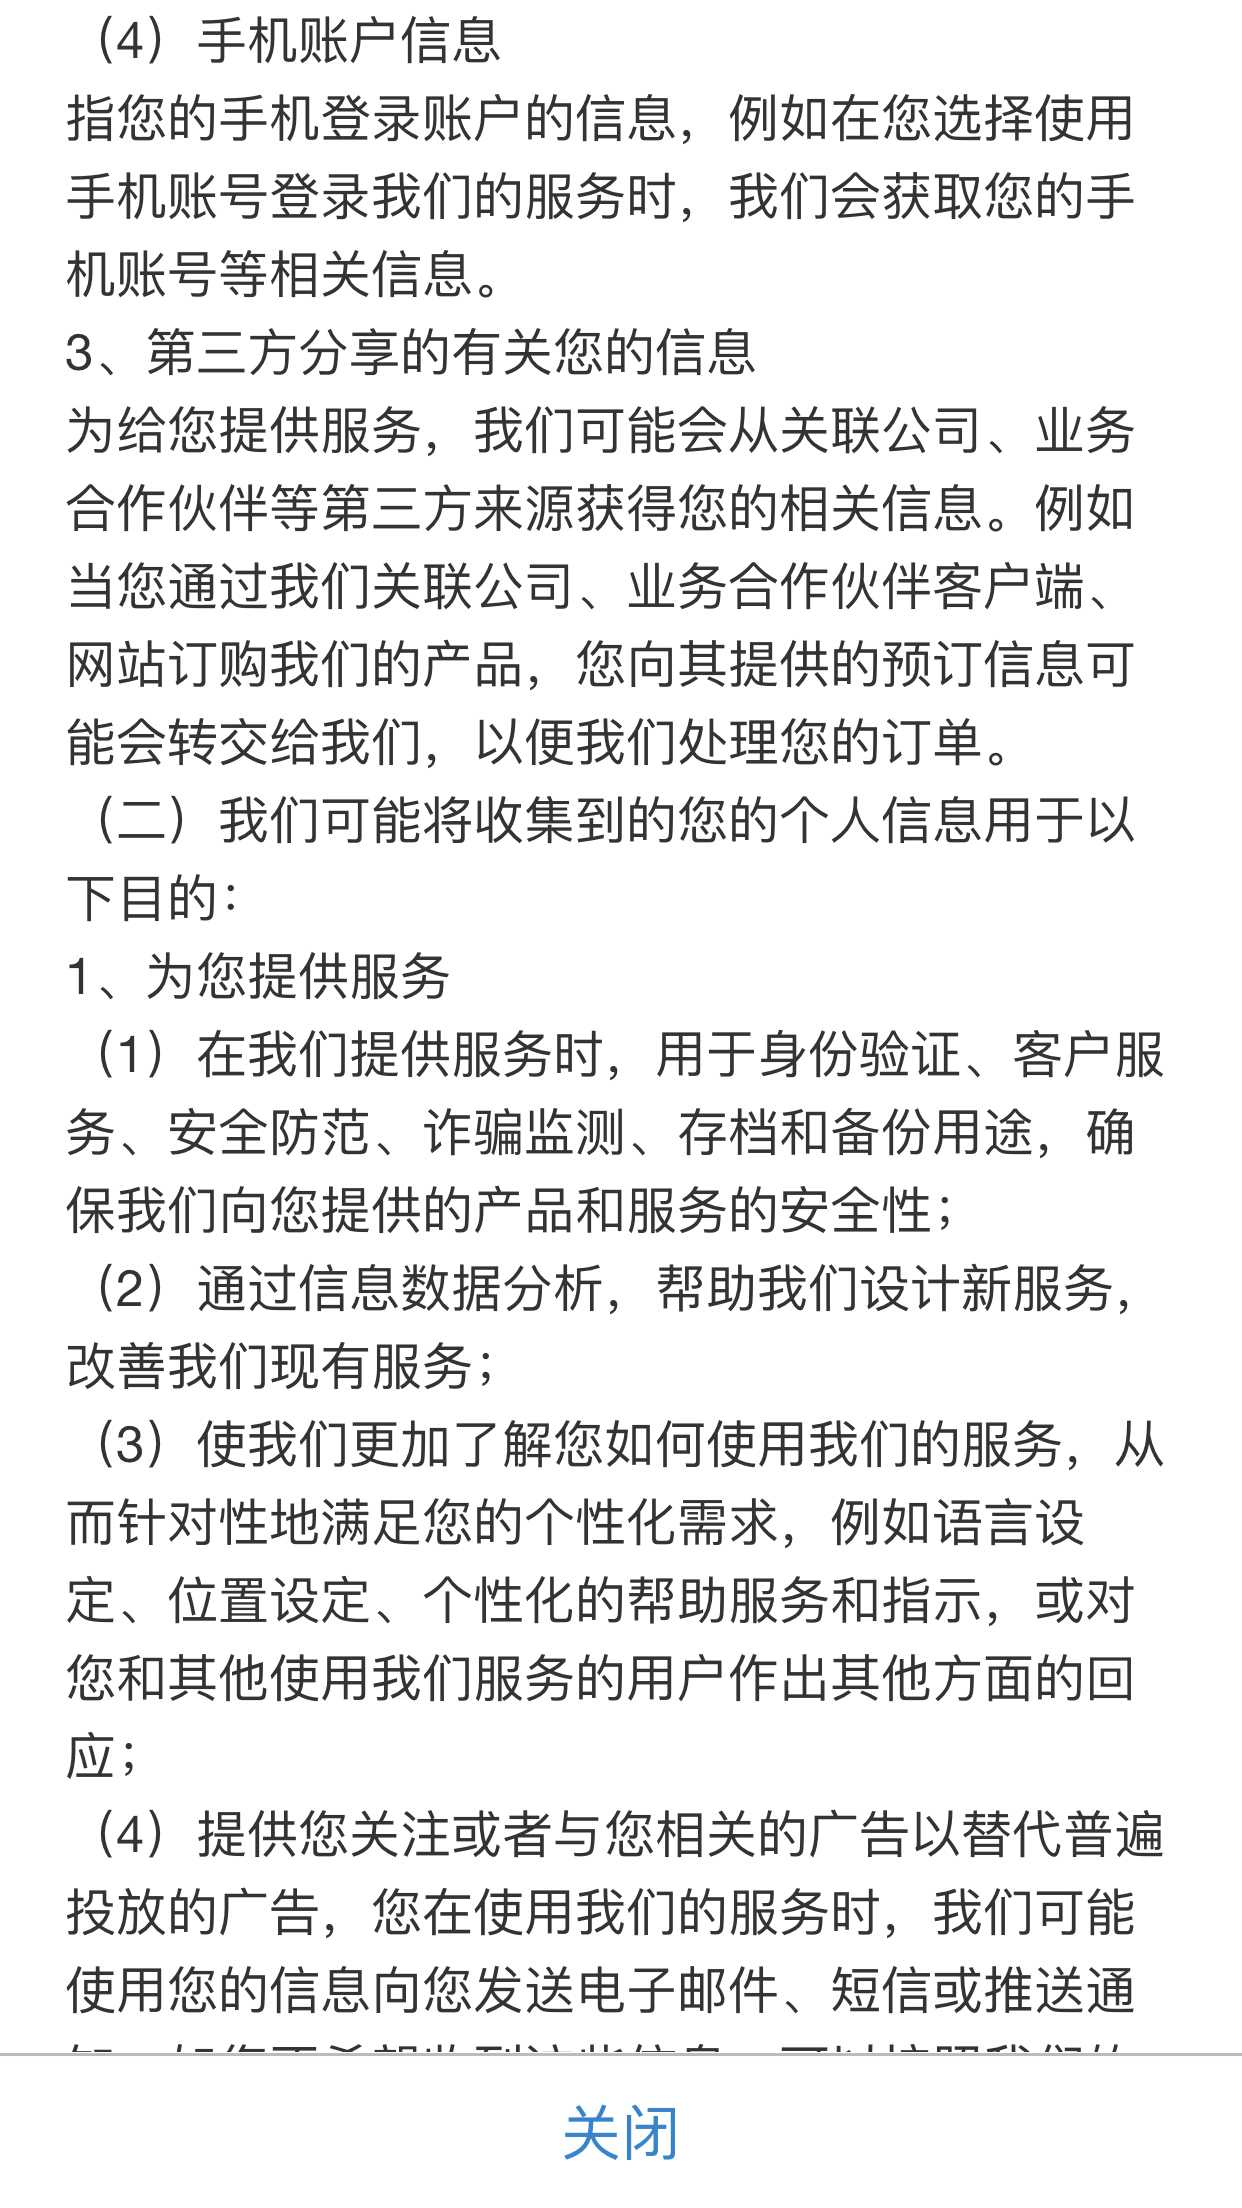 （4）手机账户信息
指您的手机登录账户的信息，例如在您选择使用
手机账号登录我们的服务时，我们会获取您的手
机账号等相关信息。
3、第三方分享的有关您的信息
为给您提供服务，我们可能会从关联公司、业务
合作伙伴等第三方来源获得您的相关信息。例如
当您通过我们关联公司、业务合作伙伴客户端、
网站订购我们的产品，您向其提供的预订信息可
能会转交给我们，以便我们处理您的订单。
（二）我们可能将收集到的您的个人信息用于以
下目的：
1、为您提供服务
（1）在我们提供服务时，用于身份验证、客户服
务、安全防范、诈骗监测、存档和备份用途，确
保我们向您提供的产品和服务的安全性；
（2）通过信息数据分析，帮助我们设计新服务，
改善我们现有服务；
（3）使我们更加了解您如何使用我们的服务，从
而针对性地满足您的个性化需求，例如语言设
定、位置设定、个性化的帮助服务和指示，或对
您和其他使用我们服务的用户作出其他方面的回
应；
（4）提供您关注或者与您相关的广告以替代普遍
投放的广告，您在使用我们的服务时，我们可能
使用您的信息向您发送电子邮件、短信或推送通
关闭